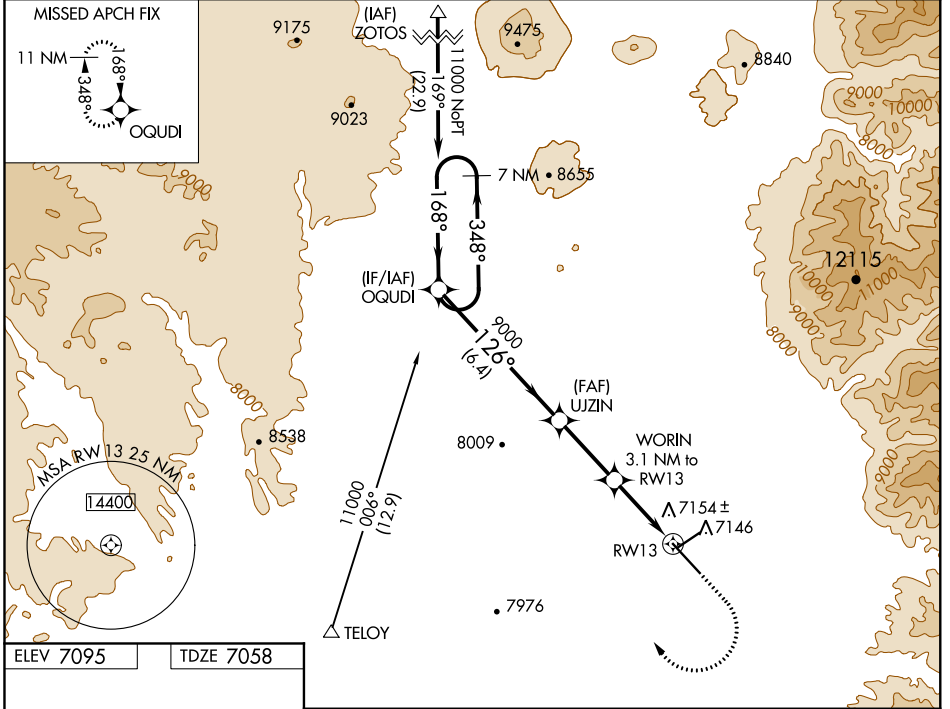 MISSED APCH FIX
11 NM
168°
348°
OQUDI
(IAF)
ZOTOS
11000 NoPT
169°
(22.9)
9175
9475
8840
9023
9000
9000
10000
8000
7 NM
8655
168°
348°
12115
10000
11000
9000
8000
(IF/IAF)
OQUDI
9000
126°
(6.4)
(FAF)
UJZIN
8000
8538
8009
WORIN
3.1 NM to
RW13
7154 ±
7146
RW13
MSA RW 13 25 NM
14400
11000
006°
(12.9)
7976
TELOY
8000
ELEV 7095
TDZE 7058